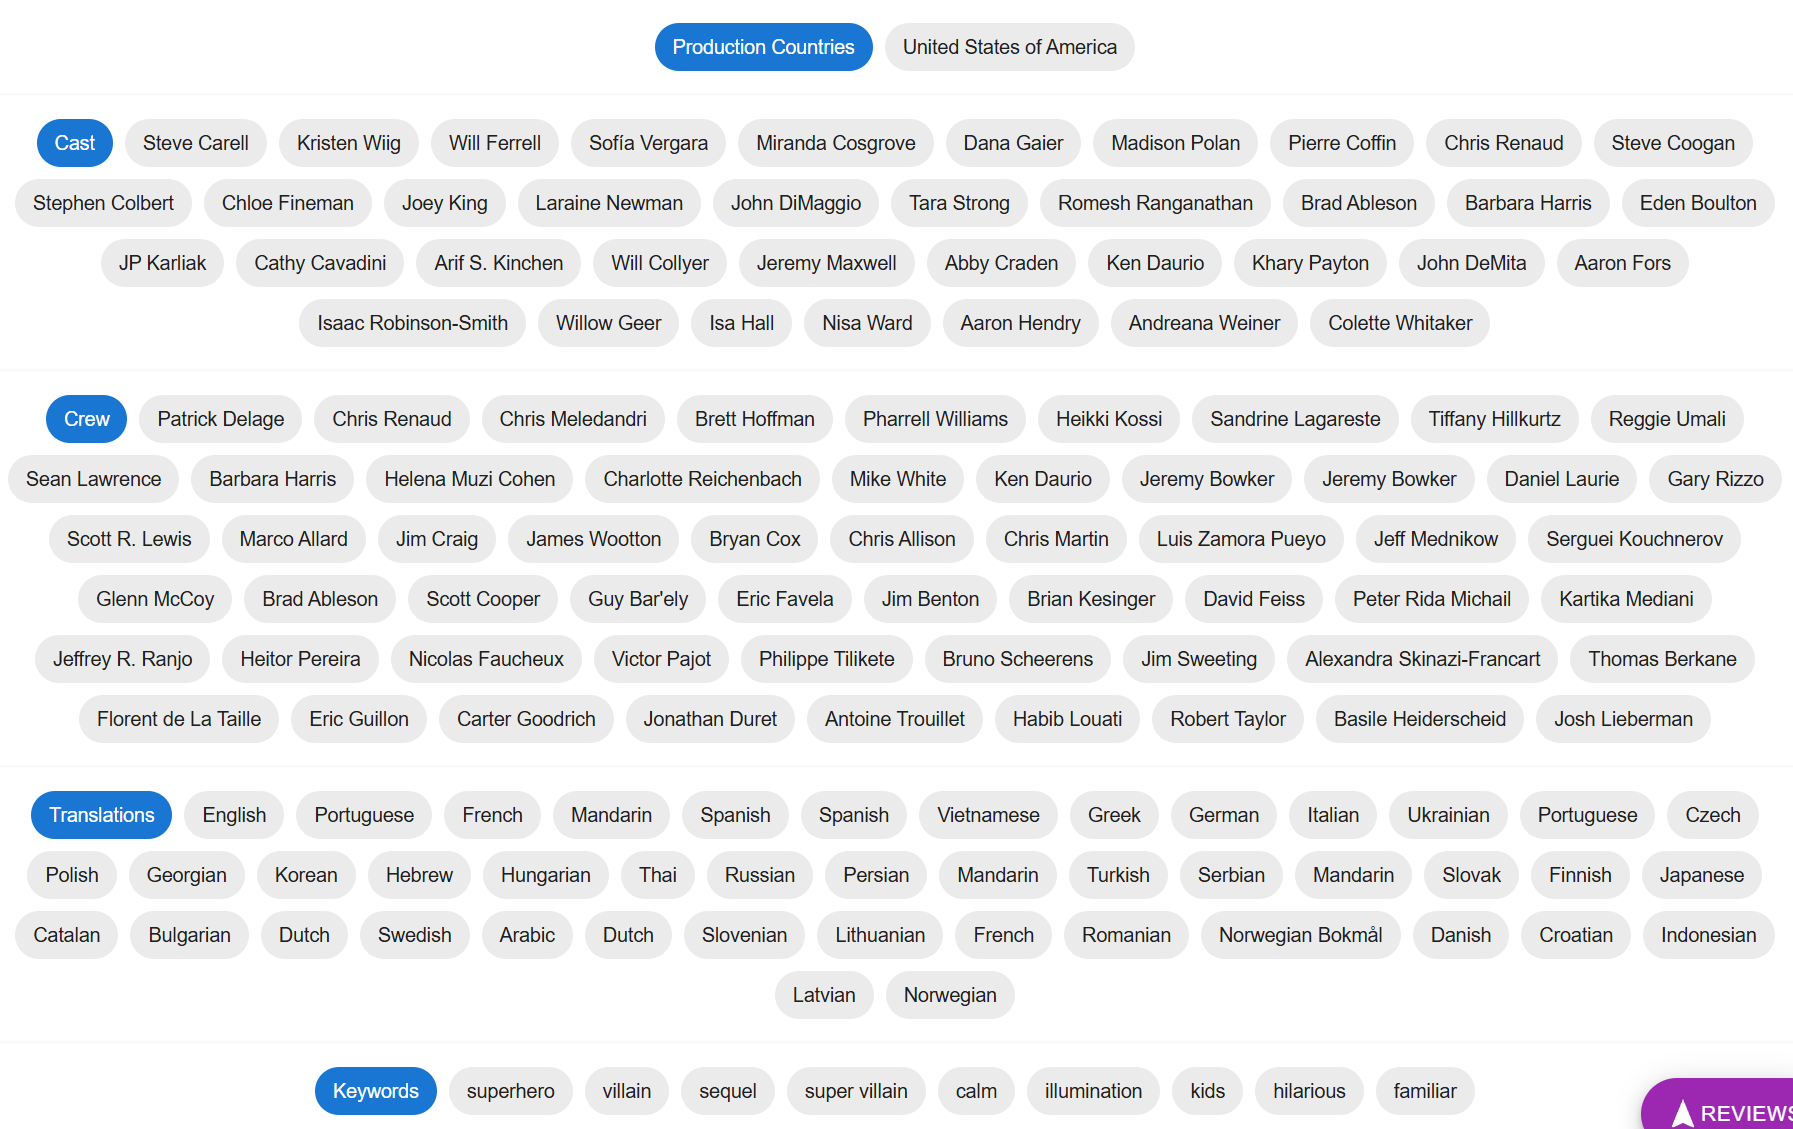 Production Countries United States of America
Cast Steve Carell Kristen Wiig Will Ferrell Sofía Vergara Miranda Cosgrove Dana Gaier Madison Polan Pierre Coffin Chris Renaud Steve Coogan
Stephen Colbert Chloe Fineman Joey King Laraine Newman John DiMaggio Tara Strong Romesh Ranganathan Brad Ableson Barbara Harris Eden Boulton
JP Karliak Cathy Cavadini Arif S. Kinchen Will Collyer Jeremy Maxwell Abby Craden Ken Daurio Khary Payton John DeMita Aaron Fors
Isaac Robinson-Smith Willow Geer Isa Hall Nisa Ward Aaron Hendry Andreana Weiner Colette Whitaker
Crew Patrick Delage Chris Renaud Chris Meledandri Brett Hoffman Pharrell Williams Heikki Kossi Sandrine Lagareste Tiffany Hillkurtz Reggie Umali
Sean Lawrence Barbara Harris Helena Muzi Cohen Charlotte Reichenbach Mike White Ken Daurio Jeremy Bowker Jeremy Bowker Daniel Laurie Gary Rizzo
Scott R. Lewis Marco Allard Jim Craig James Wootton Bryan Cox Chris Allison Chris Martin Luis Zamora Pueyo Jeff Mednikow Serguei Kouchnerov
Glenn McCoy Brad Ableson Scott Cooper Guy Bar'ely Eric Favela Jim Benton Brian Kesinger David Feiss Peter Rida Michail Kartika Mediani
Jeffrey R. Ranjo Heitor Pereira Nicolas Faucheux Victor Pajot Philippe Tilikete Bruno Scheerens Jim Sweeting Alexandra Skinazi-Francart Thomas Berkane
Florent de La Taille Eric Guillon Carter Goodrich Jonathan Duret Antoine Trouillet Habib Louati Robert Taylor Basile Heiderscheid Josh Lieberman
Translations English Portuguese French Mandarin Spanish Spanish Vietnamese Greek German Italian Ukrainian Portuguese Czech
Polish Georgian Korean Hebrew Hungarian Thai Russian Persian Mandarin Turkish Serbian Mandarin Slovak Finnish Japanese
Catalan Bulgarian Dutch Swedish Arabic Dutch Slovenian Lithuanian French Romanian Norwegian Bokmål Danish Croatian Indonesian
Latvian Norwegian
Keywords superhero villain sequel super villain calm illumination kids hilarious familiar
REVIEWS